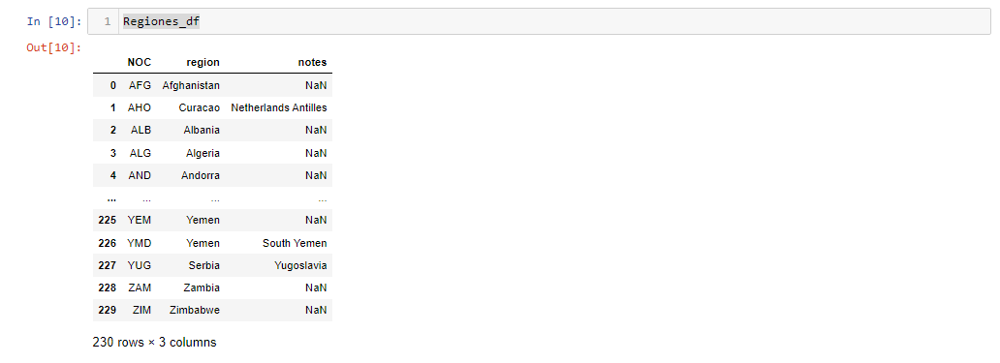 In [10]: 1 Regiones_df
Out[10]:
NOC region notes
0 AFG Afghanistan NaN
1 AHO Curacao Netherlands Antilles
2 ALB Albania NaN
3 ALG Algeria NaN
4 AND Andorra NaN
... ... ... ...
225 YEM Yemen NaN
226 YMD Yemen South Yemen
227 YUG Serbia Yugoslavia
228 ZAM Zambia NaN
229 ZIM Zimbabwe NaN
230 rows × 3 columns